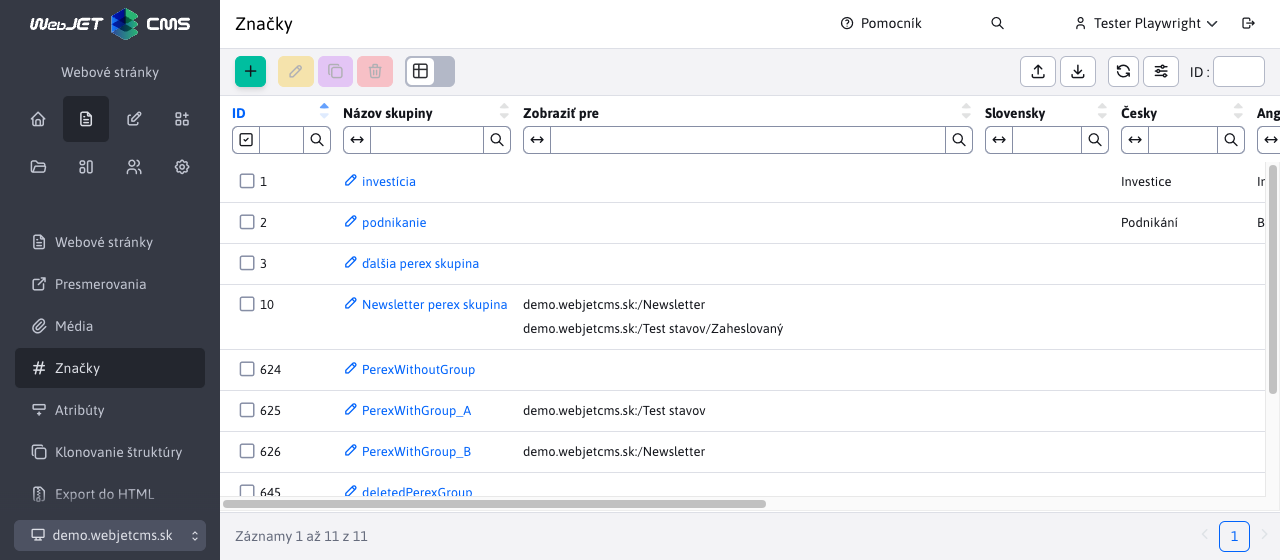 WebJET CMS
Značky
Pomocník
Tester Playwright
Webové stránky
ID :
ID
Názov skupiny
Zobraziť pre
Slovensky
Česky
Ang
1
investícia
Investice
2
podnikanie
Podnikání
3
ďalšia perex skupina
10
Newsletter perex skupina
demo.webjetcms.sk:/Newsletter
demo.webjetcms.sk:/Test stavov/Zaheslovaný
624
PerexWithoutGroup
625
PerexWithGroup_A
demo.webjetcms.sk:/Test stavov
626
PerexWithGroup_B
demo.webjetcms.sk:/Newsletter
645
deletedPerexGroup
Webové stránky
Presmerovania
Média
Značky
Atribúty
Klonovanie štruktúry
Export do HTML
demo.webjetcms.sk
Záznamy 1 až 11 z 11
1